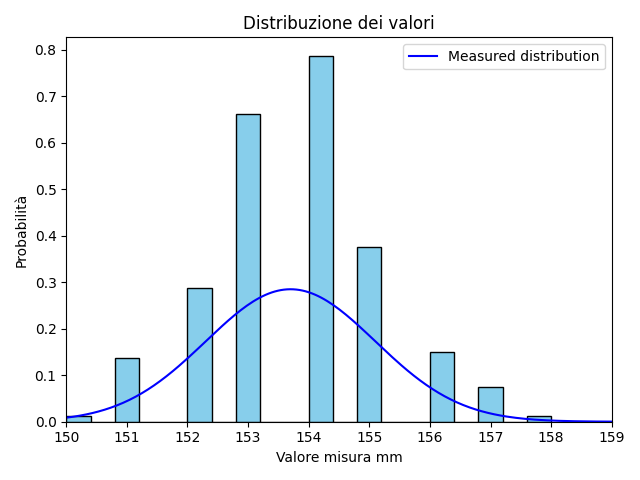 Distribuzione dei valori
Measured distribution
Probabilità
0.8
0.7
0.6
0.5
0.4
0.3
0.2
0.1
0.0
150 151 152 153 154 155 156 157 158 159
Valore misura mm